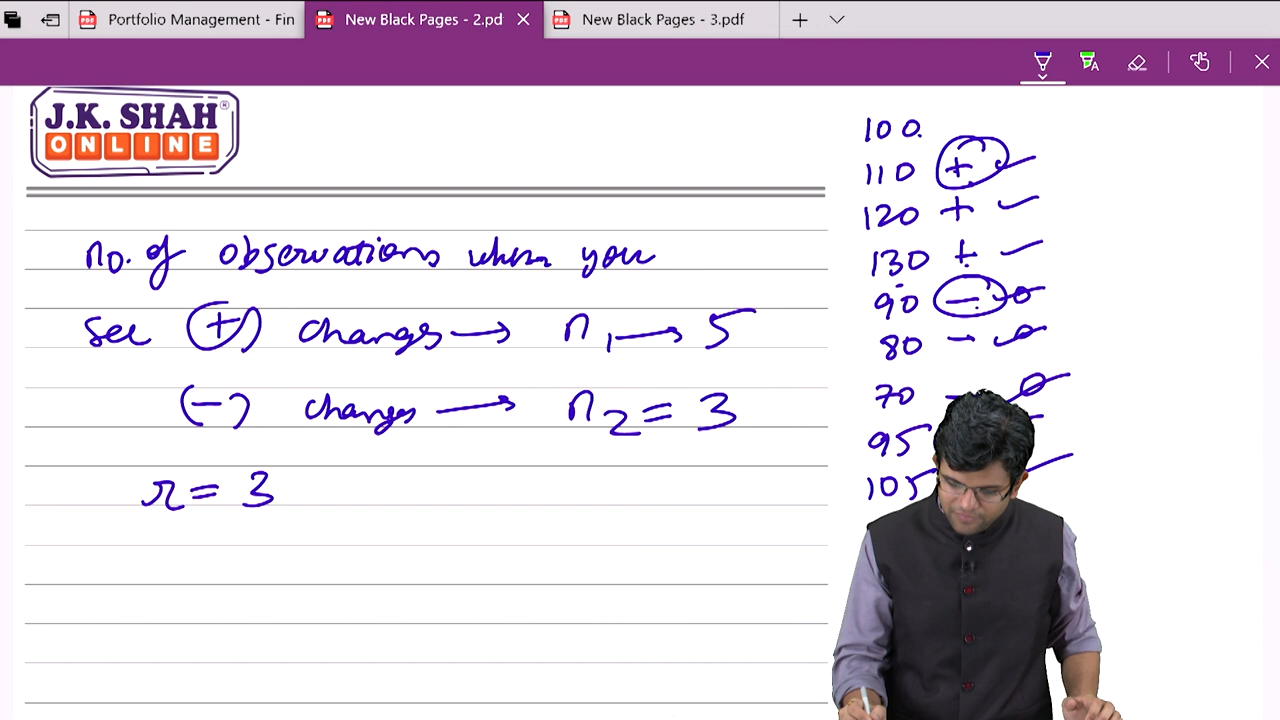 Portfolio Management - Fin
New Black Pages - 2.pd
New Black Pages - 3.pdf
J.K. SHAH®
ONLINE
no. of observations when you
see (+) changes → n1 → 5
(-) changes → n2 = 3
r = 3
100.
110 +
120 +
130 +
90 -
80 -
70 -
95
105